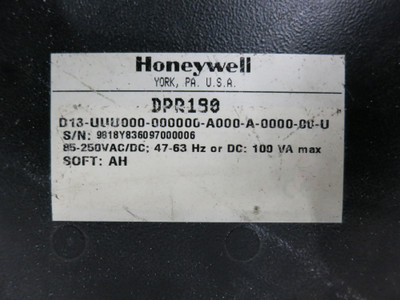 Honeywell
YORK, PA. U.S.A.
DPR180
D13-UUU000-000000-A000-A-0000-00-U
S/N: 9818Y836097000006
85-250VAC/DC; 47-63 Hz or DC: 100 VA max
SOFT: AH